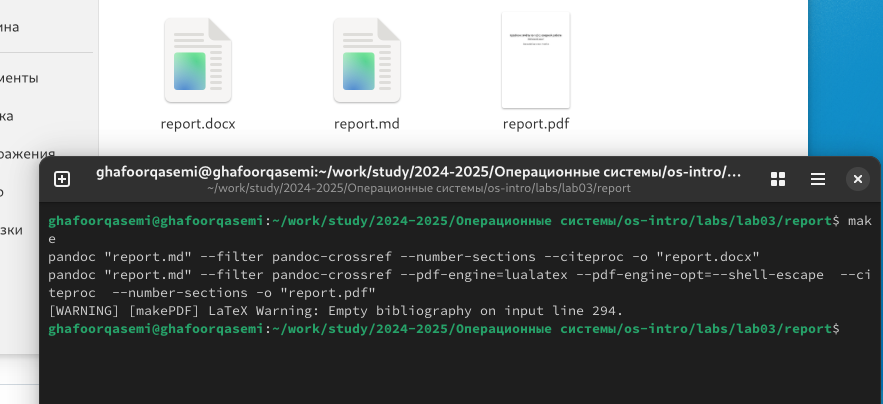 ина
менты
ка
ражения
о
зки
report.docx
report.md
report.pdf
ghafoorqasemi@ghafoorqasemi:~/work/study/2024-2025/Операционные системы/os-intro/...
~/work/study/2024-2025/Операционные системы/os-intro/labs/lab03/report
ghafoorqasemi@ghafoorqasemi:~/work/study/2024-2025/Операционные системы/os-intro/labs/lab03/report$ mak
e
pandoc "report.md" --filter pandoc-crossref --number-sections --citeproc -o "report.docx"
pandoc "report.md" --filter pandoc-crossref --pdf-engine=lualatex --pdf-engine-opt=--shell-escape  --ci
teproc  --number-sections -o "report.pdf"
[WARNING] [makePDF] LaTeX Warning: Empty bibliography on input line 294.
ghafoorqasemi@ghafoorqasemi:~/work/study/2024-2025/Операционные системы/os-intro/labs/lab03/report$